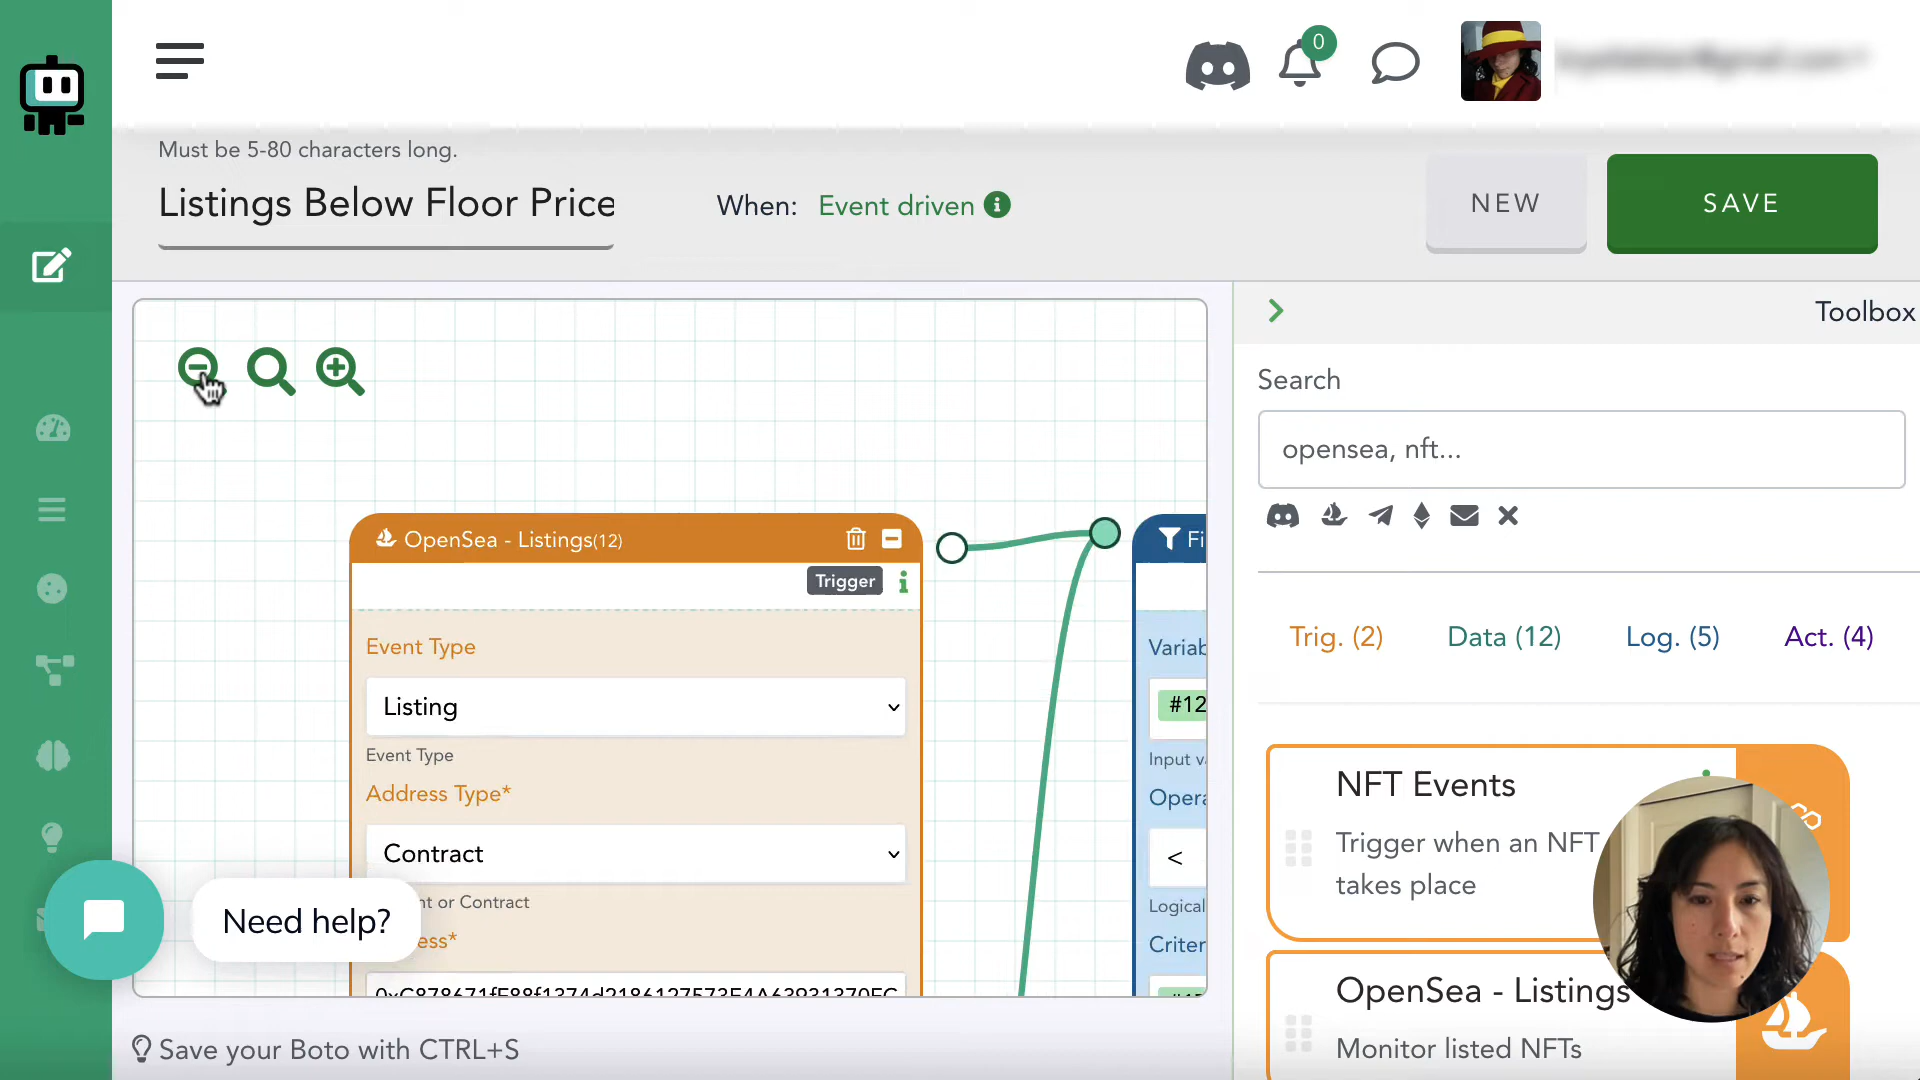 0
Must be 5-80 characters long.
Listings Below Floor Price
When: Event driven
NEW
SAVE
Toolbox
Search
opensea, nft...
Trig. (2)
Data (12)
Log. (5)
Act. (4)
OpenSea - Listings(12)
Trigger
Event Type
Listing
Event Type
Address Type*
Contract
nt or Contract
ess*
Fi
Variab
#12
Input v
Opera
<
Logical
Criter
NFT Events
Trigger when an NFT
takes place
OpenSea - Listings
Monitor listed NFTs
Need help?
Save your Boto with CTRL+S